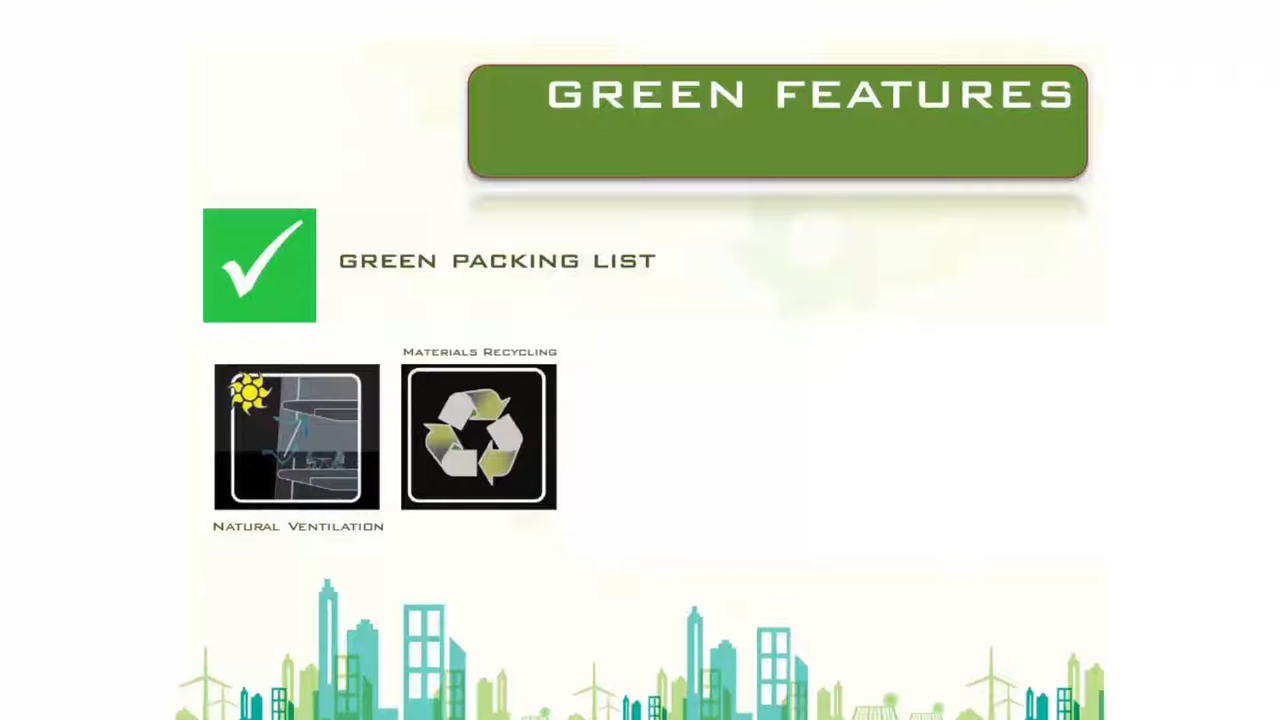 GREEN FEATURES
GREEN PACKING LIST
MATERIALS RECYCLING
NATURAL VENTILATION